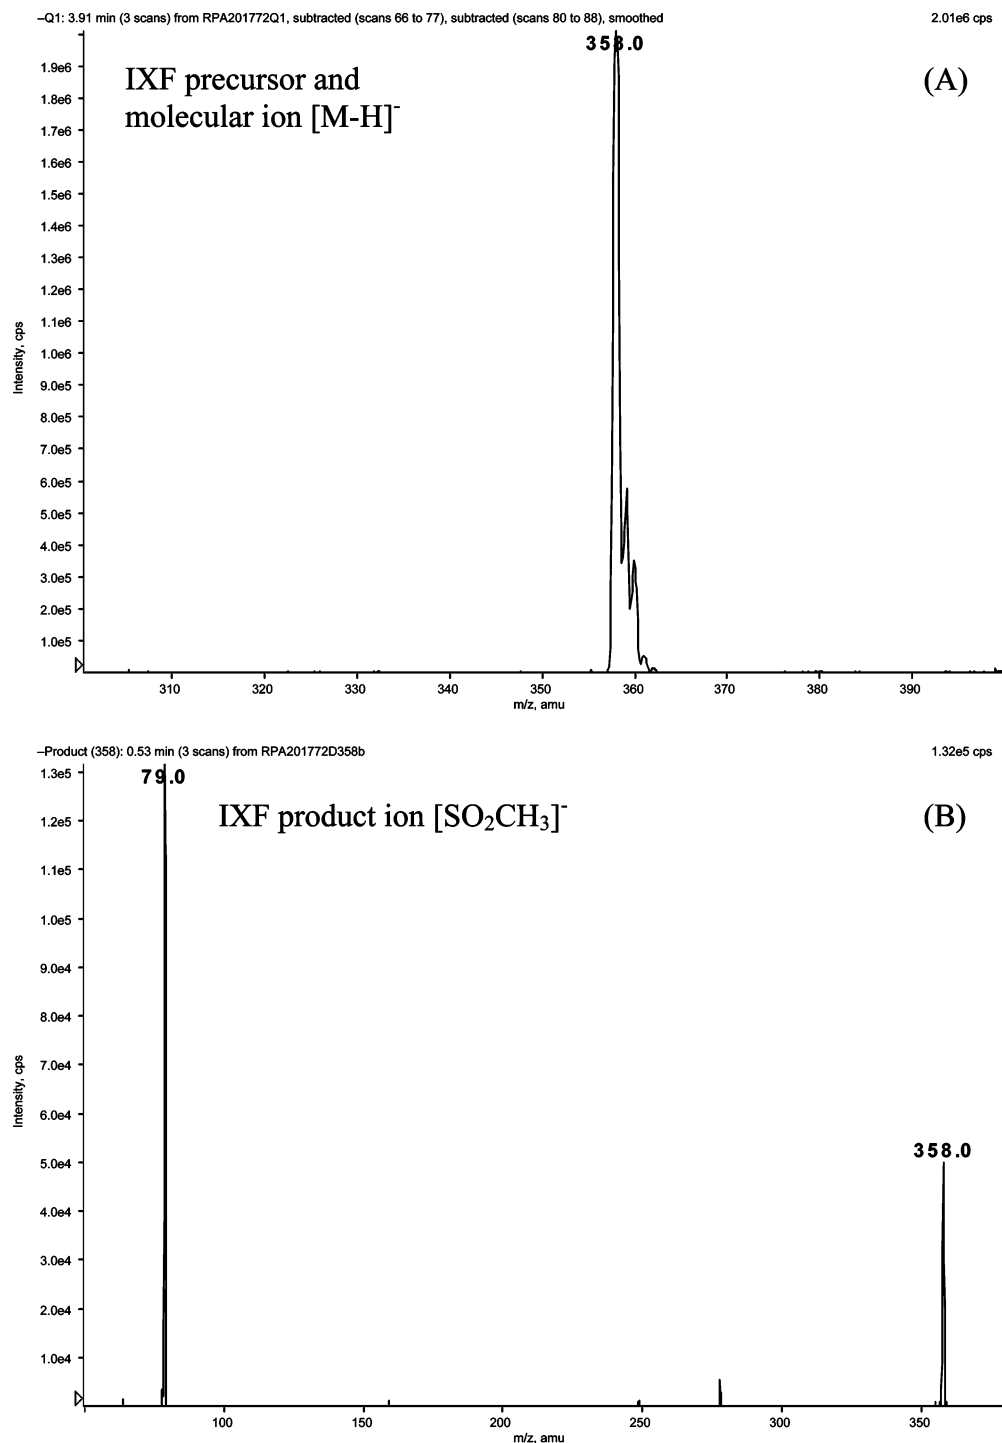 –Q1: 3.91 min (3 scans) from RPA201772Q1, subtracted (scans 66 to 77), subtracted (scans 80 to 88), smoothed 2.01e6 cps
358.0
IXF precursor and
molecular ion [M-H]⁻
(A)
1.9e6
1.8e6
1.7e6
1.6e6
1.5e6
1.4e6
1.3e6
1.2e6
1.1e6
1.0e6
9.0e5
8.0e5
7.0e5
6.0e5
5.0e5
4.0e5
3.0e5
2.0e5
1.0e5
Intensity, cps
310 320 330 340 350 360 370 380 390
m/z, amu
–Product (358): 0.53 min (3 scans) from RPA201772D358b 1.32e5 cps
79.0
IXF product ion [SO₂CH₃]⁻
(B)
358.0
1.3e5
1.2e5
1.1e5
1.0e5
9.0e4
8.0e4
7.0e4
6.0e4
5.0e4
4.0e4
3.0e4
2.0e4
1.0e4
Intensity, cps
100 150 200 250 300 350
m/z, amu